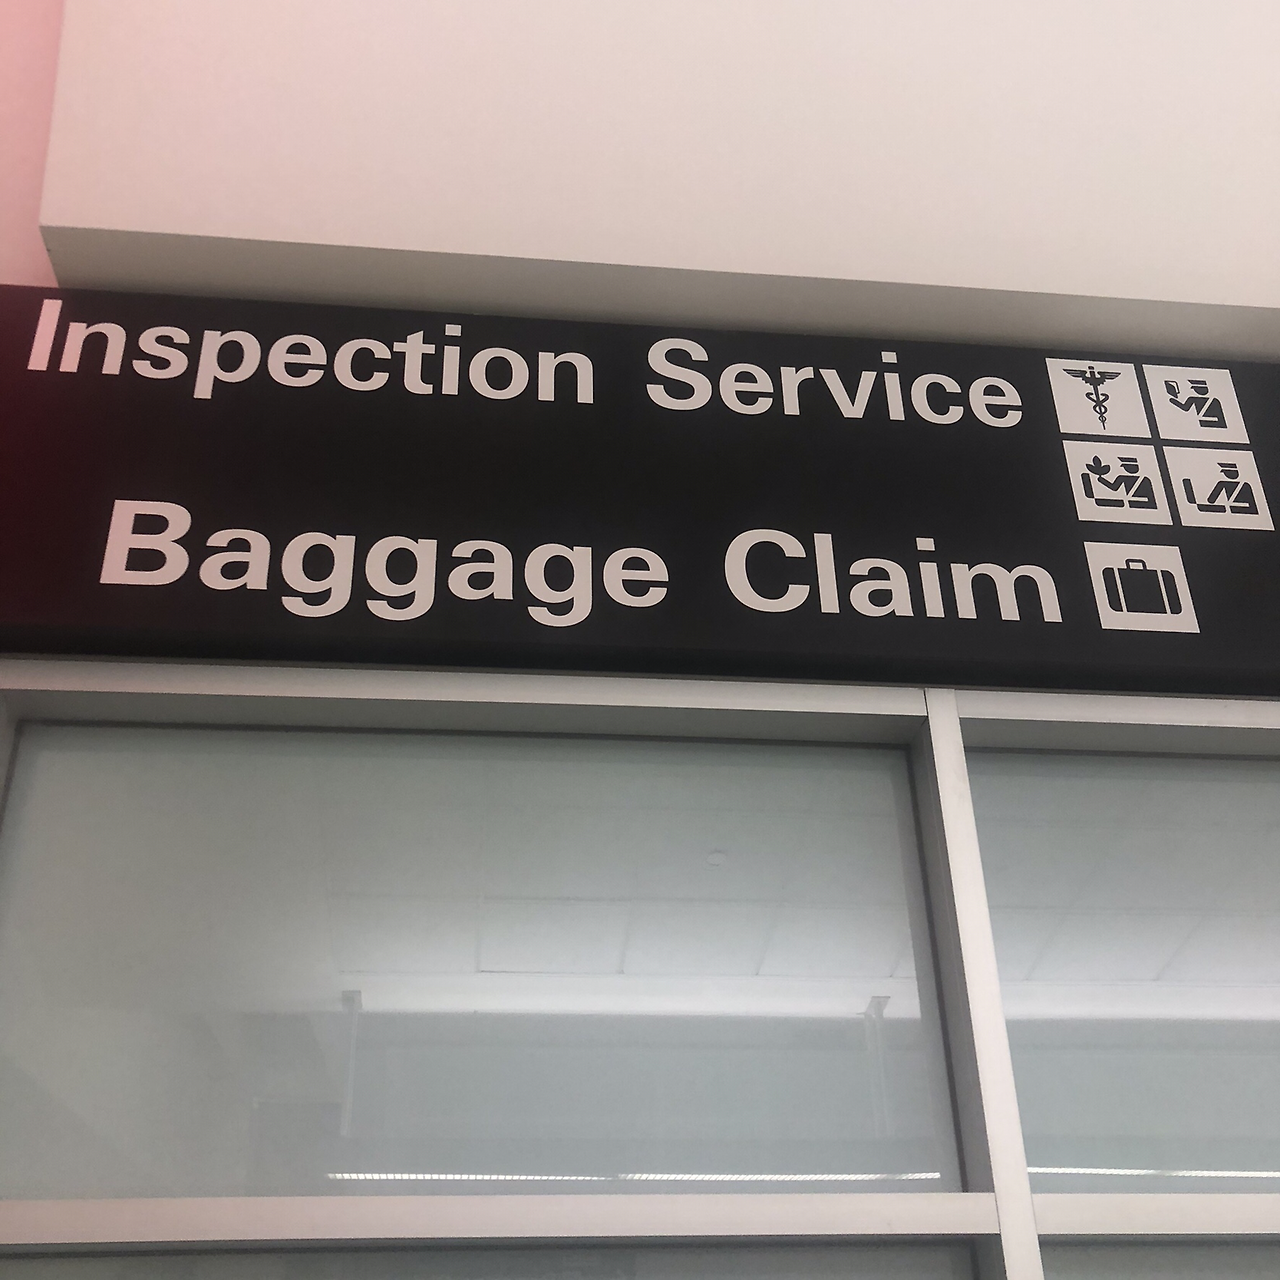 Inspection Service
Baggage Claim